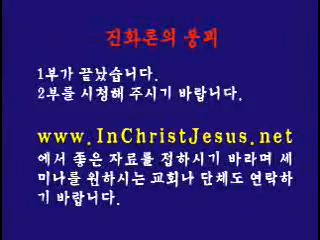 진화론의 붕괴
1부가 끝났습니다.
2부를 시청해 주시기 바랍니다.
www.InChristJesus.net
에서 좋은 자료를 접하시기 바라며 세
미나를 원하시는 교회나 단체도 연락하
기 바랍니다.